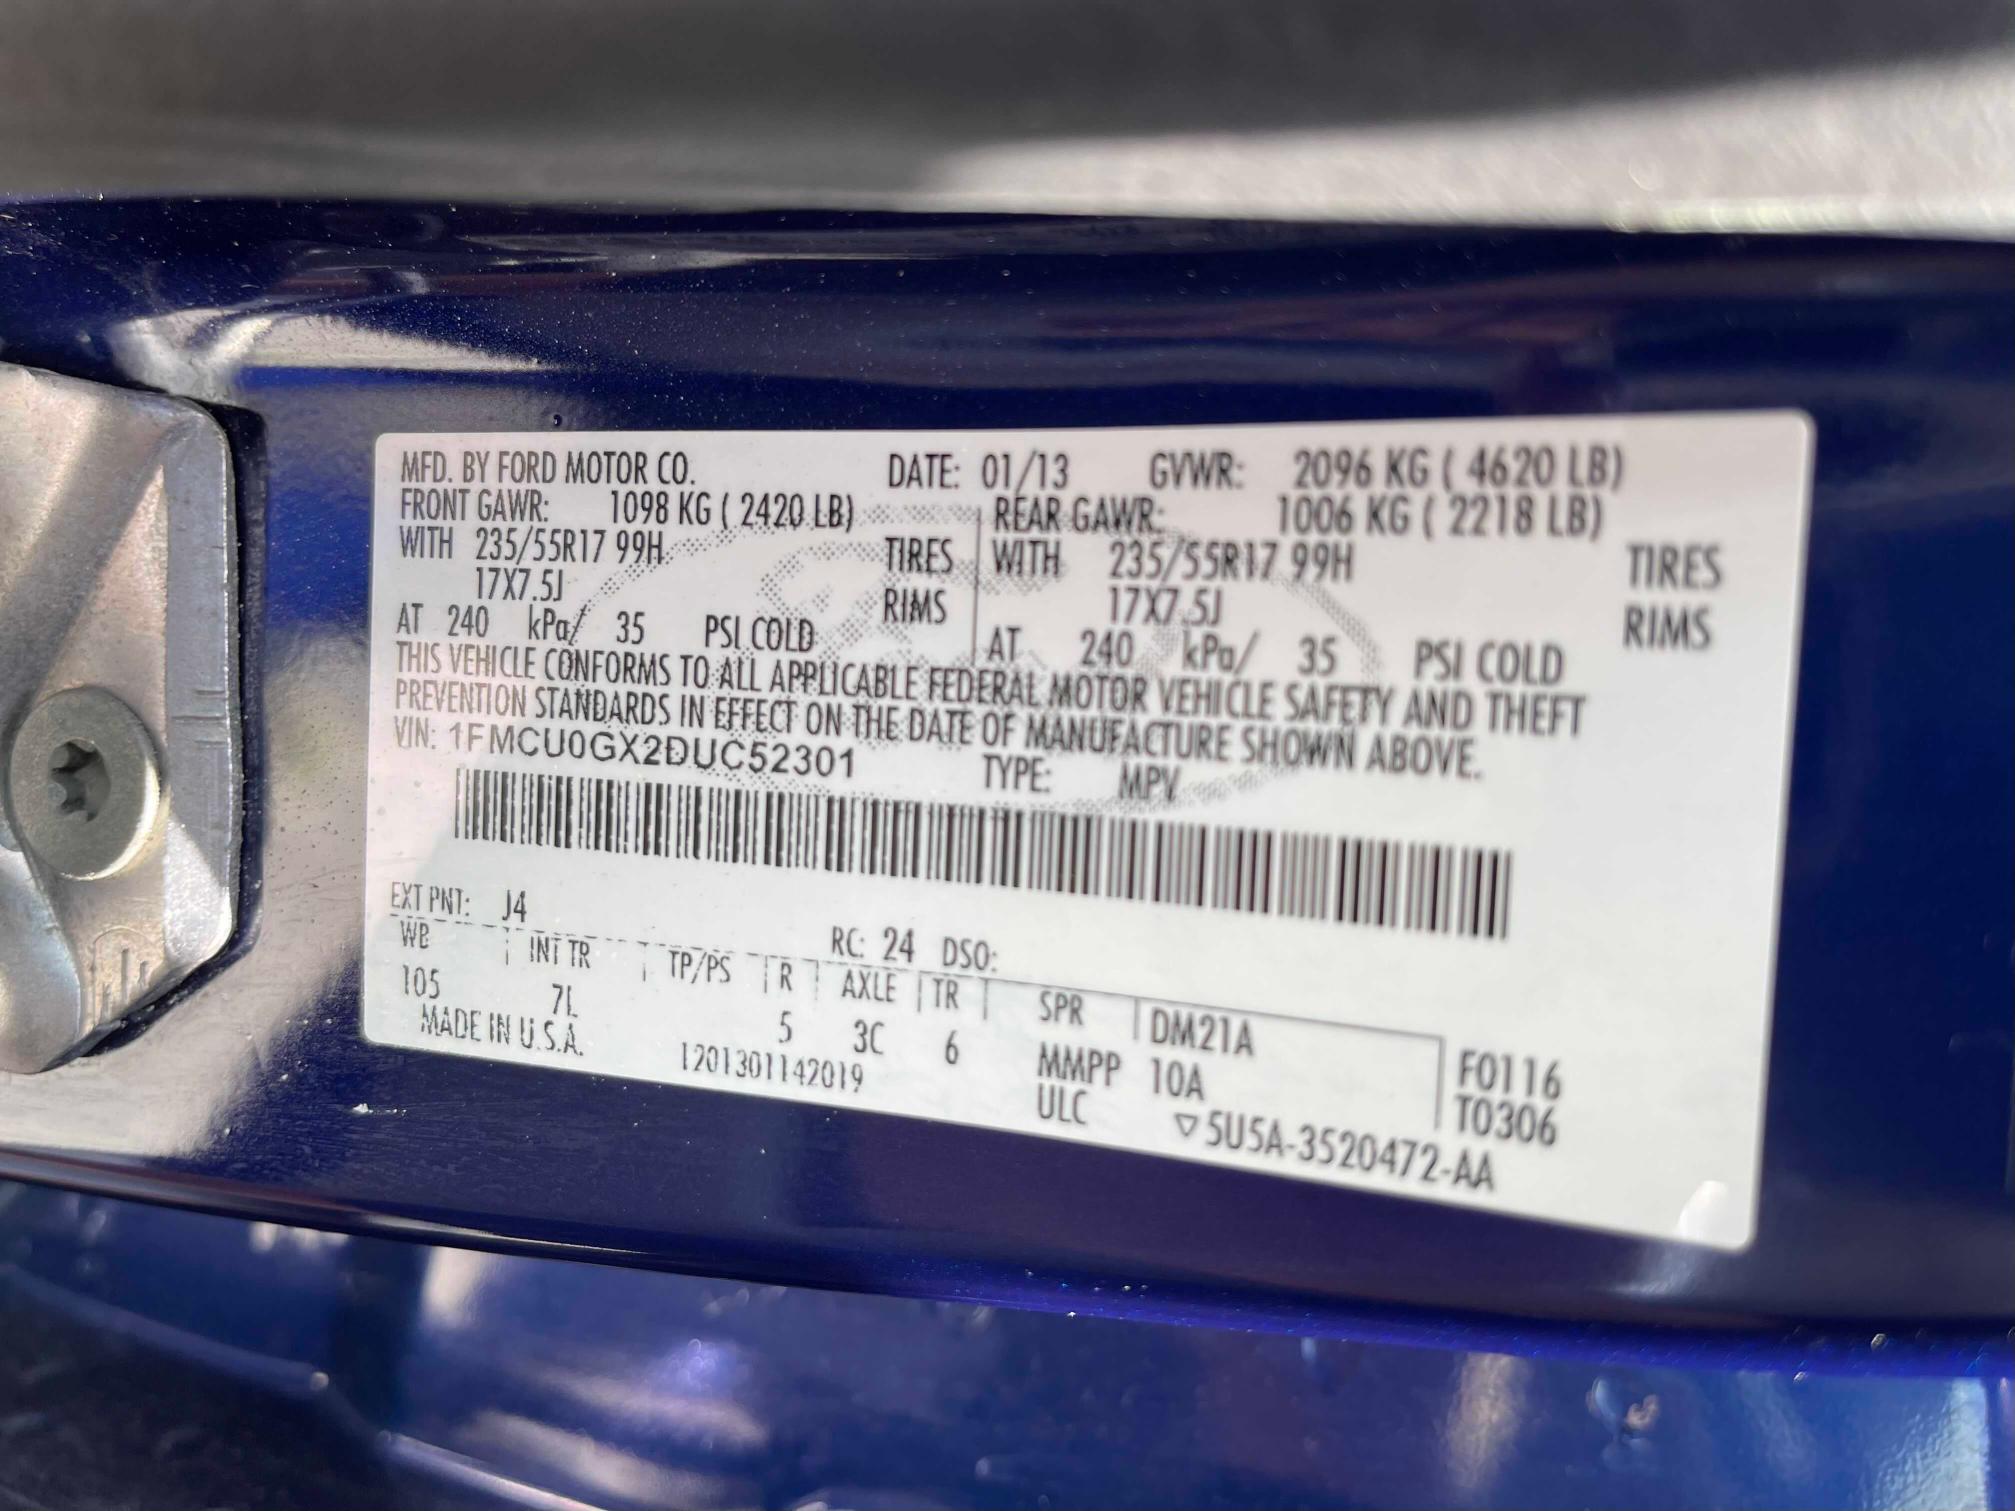 MFD. BY FORD MOTOR CO. DATE: 01/13 GVWR: 2096 KG ( 4620 LB)
FRONT GAWR: 1098 KG ( 2420 LB) REAR GAWR: 1006 KG ( 2218 LB)
WITH 235/55R17 99H TIRES WITH 235/55R17 99H TIRES
17X7.5J RIMS 17X7.5J RIMS
AT 240 kPa/ 35 PSI COLD AT 240 kPa/ 35 PSI COLD
THIS VEHICLE CONFORMS TO ALL APPLICABLE FEDERAL MOTOR VEHICLE SAFETY AND THEFT
PREVENTION STANDARDS IN EFFECT ON THE DATE OF MANUFACTURE SHOWN ABOVE.
VIN: 1FMCU0GX2DUC52301 TYPE: MPV
EXT PNT: J4 RC: 24 DSO:
WB INT TR TP/PS R AXLE TR SPR DM21A F0116
105 7L 5 3C 6 MMPP 10A T0306
MADE IN U.S.A. 1201301142019 ULC ▽5U5A-3520472-AA